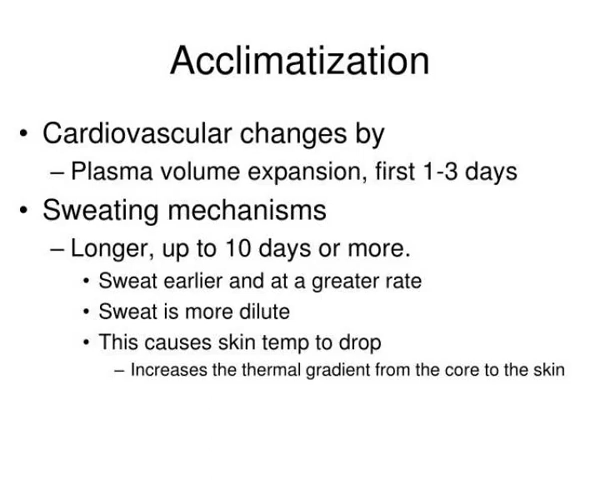 Acclimatization
• Cardiovascular changes by
– Plasma volume expansion, first 1-3 days
• Sweating mechanisms
– Longer, up to 10 days or more.
• Sweat earlier and at a greater rate
• Sweat is more dilute
• This causes skin temp to drop
– Increases the thermal gradient from the core to the skin